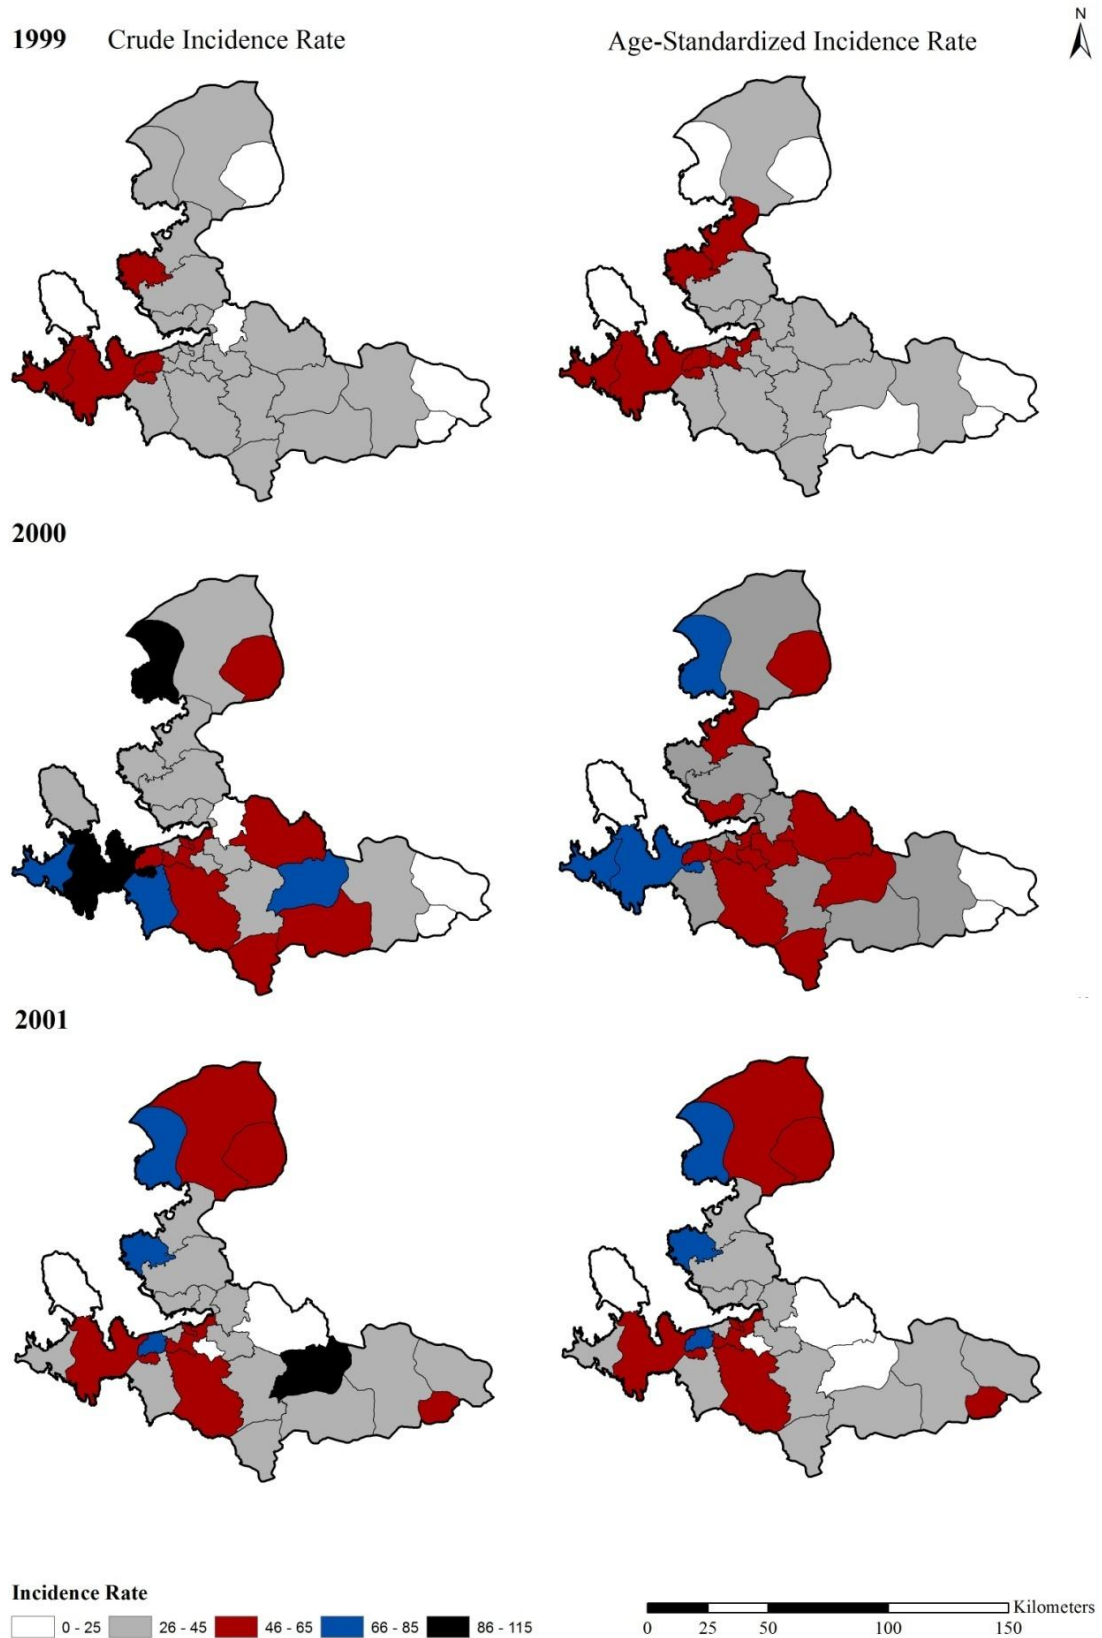 N
1999 Crude Incidence Rate Age-Standardized Incidence Rate
2000
2001
Incidence Rate
0 - 25 26 - 45 46 - 65 66 - 85 86 - 115
Kilometers
0 25 50 100 150